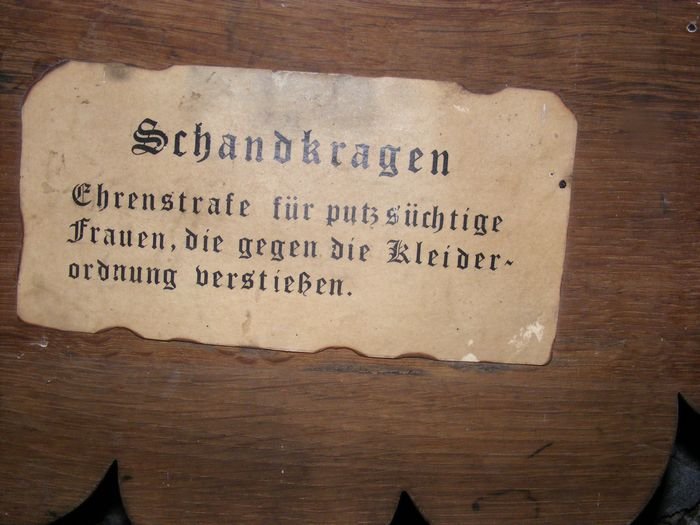 Schandkragen
Ehrenstrafe für putzsüchtige
Frauen, die gegen die Kleider-
ordnung verstießen.